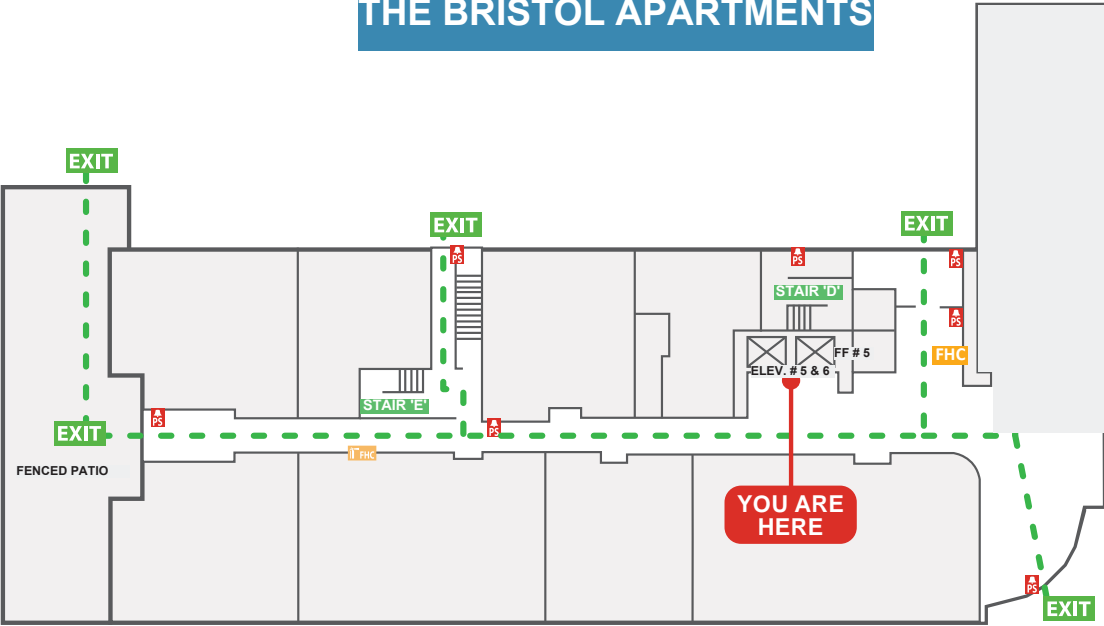 THE BRISTOL APARTMENTS
EXIT
EXIT
EXIT
PS
PS
PS
STAIR 'D'
PS
FF # 5
FHC
ELEV. # 5 & 6
STAIR 'E'
PS
PS
EXIT
FHC
FENCED PATIO
YOU ARE
HERE
PS
EXIT